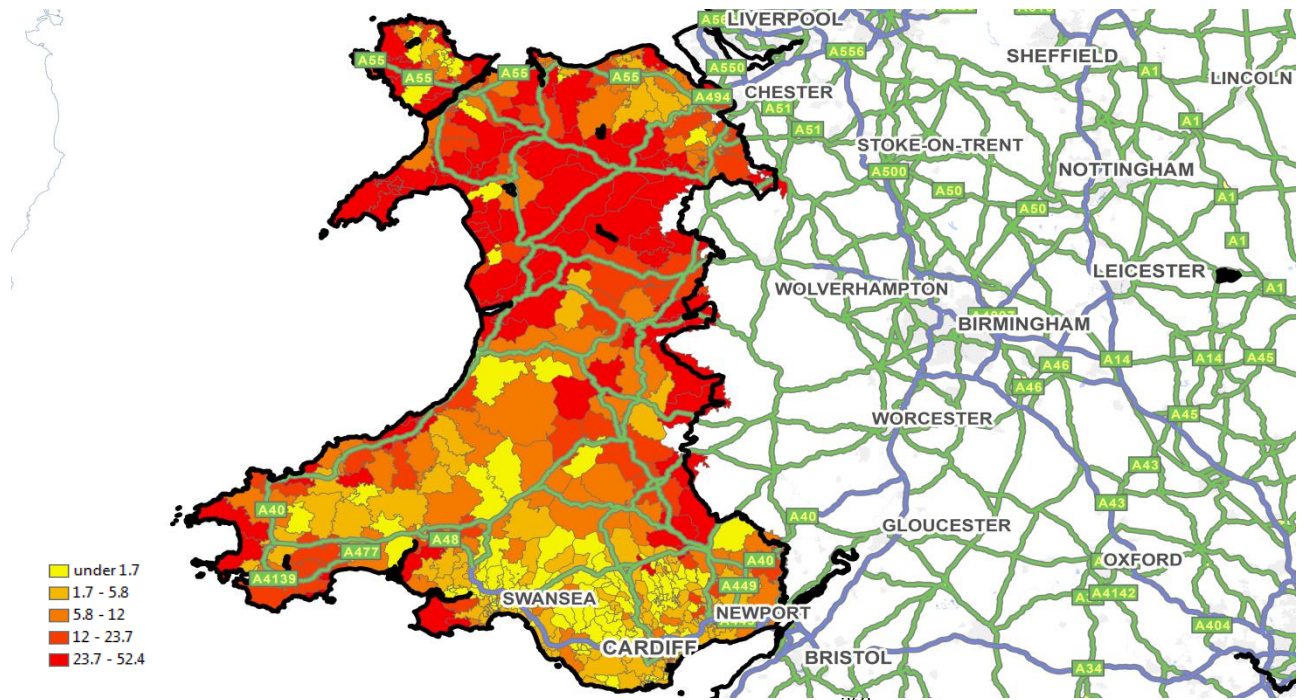 LIVERPOOL
A556
SHEFFIELD
A1
LINCOLN
A55
A55
A55
A55
A550
A494
CHESTER
A51
A51
A1
STOKE-ON-TRENT
A500
A50
A50
NOTTINGHAM
A1
A1
LEICESTER
A1
WOLVERHAMPTON
BIRMINGHAM
A46
A46
A14
A14
A45
A45
WORCESTER
A43
A43
A40
A40
A48
A477
A4139
A40
GLOUCESTER
OXFORD
A4142
A404
A34
A449
SWANSEA
NEWPORT
CARDIFF
BRISTOL
under 1.7
1.7 - 5.8
5.8 - 12
12 - 23.7
23.7 - 52.4